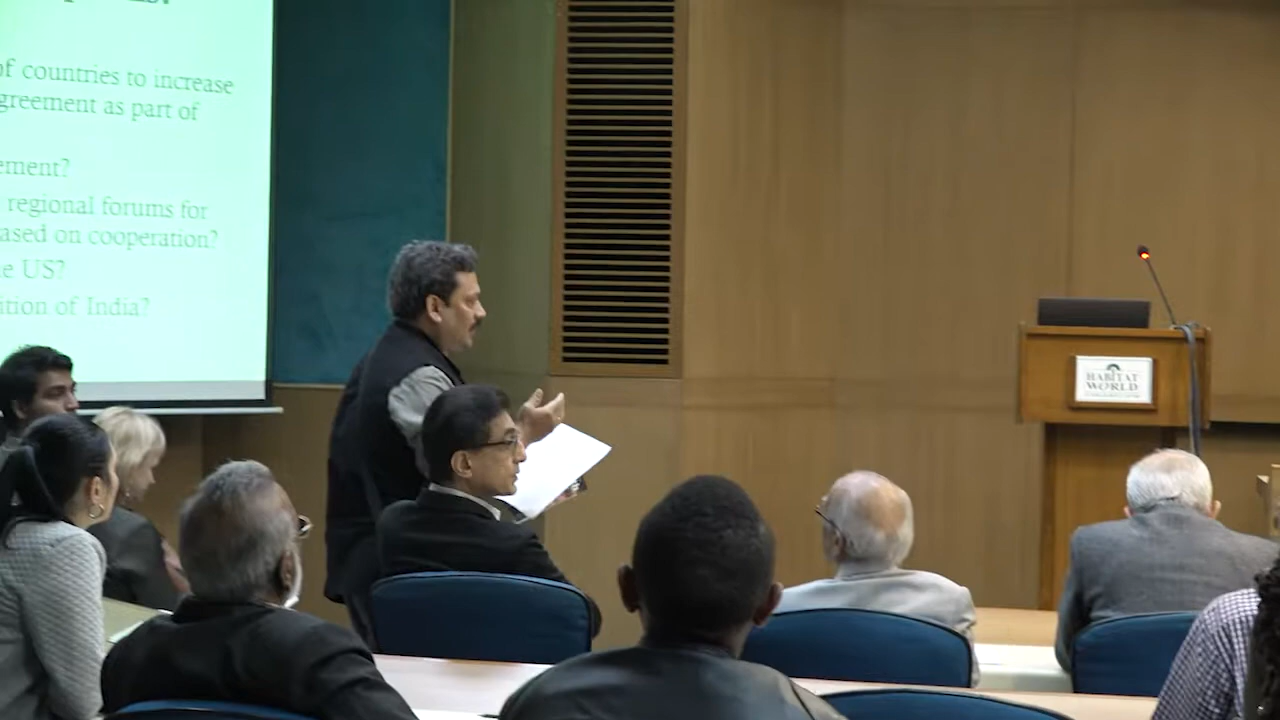 of countries to increase
greement as part of
ement?
regional forums for
ased on cooperation?
e US?
ition of India?
HABITAT
WORLD